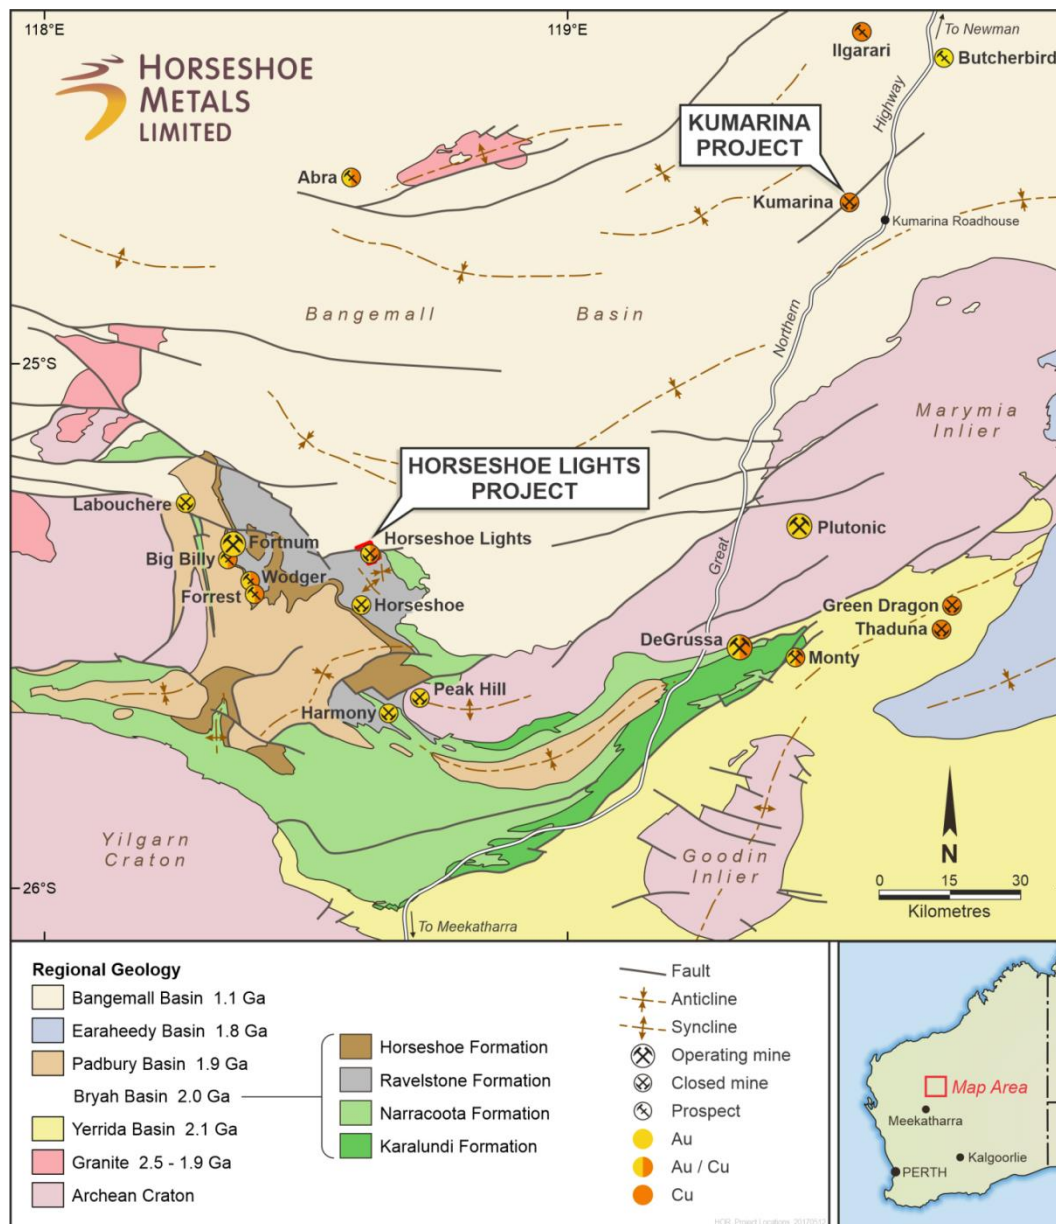 118°E
119°E
To Newman
HORSESHOE
METALS
LIMITED
Ilgarari
Butcherbird
Highway
KUMARINA
PROJECT
Abra
Kumarina
Kumarina Roadhouse
Bangemall Basin
Northern
25°S
Marymia
Inlier
HORSESHOE LIGHTS
PROJECT
Labouchere
Horseshoe Lights
Fortnum
Plutonic
Big Billy
Wodger
Great
Forrest
Horseshoe
Green Dragon
Thaduna
DeGrussa
Monty
Peak Hill
Harmony
Yilgarn
Craton
Goodin
Inlier
N
26°S
0 15 30
Kilometres
To Meekatharra
Regional Geology
Bangemall Basin 1.1 Ga
Earaheedy Basin 1.8 Ga
Padbury Basin 1.9 Ga
Bryah Basin 2.0 Ga
Yerrida Basin 2.1 Ga
Granite 2.5 - 1.9 Ga
Archean Craton
Horseshoe Formation
Ravelstone Formation
Narracoota Formation
Karalundi Formation
Fault
Anticline
Syncline
Operating mine
Closed mine
Prospect
Au
Au / Cu
Cu
Map Area
Meekatharra
Kalgoorlie
PERTH